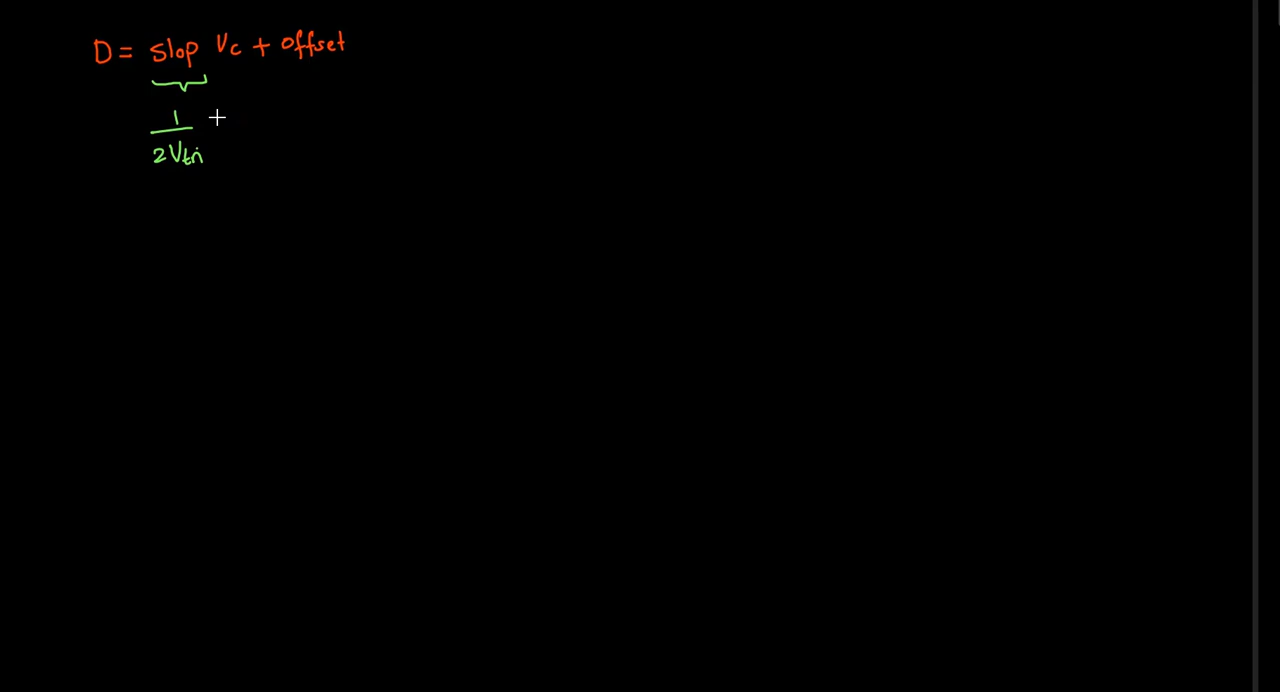 D = slop Vc + offset
1
2Vtri